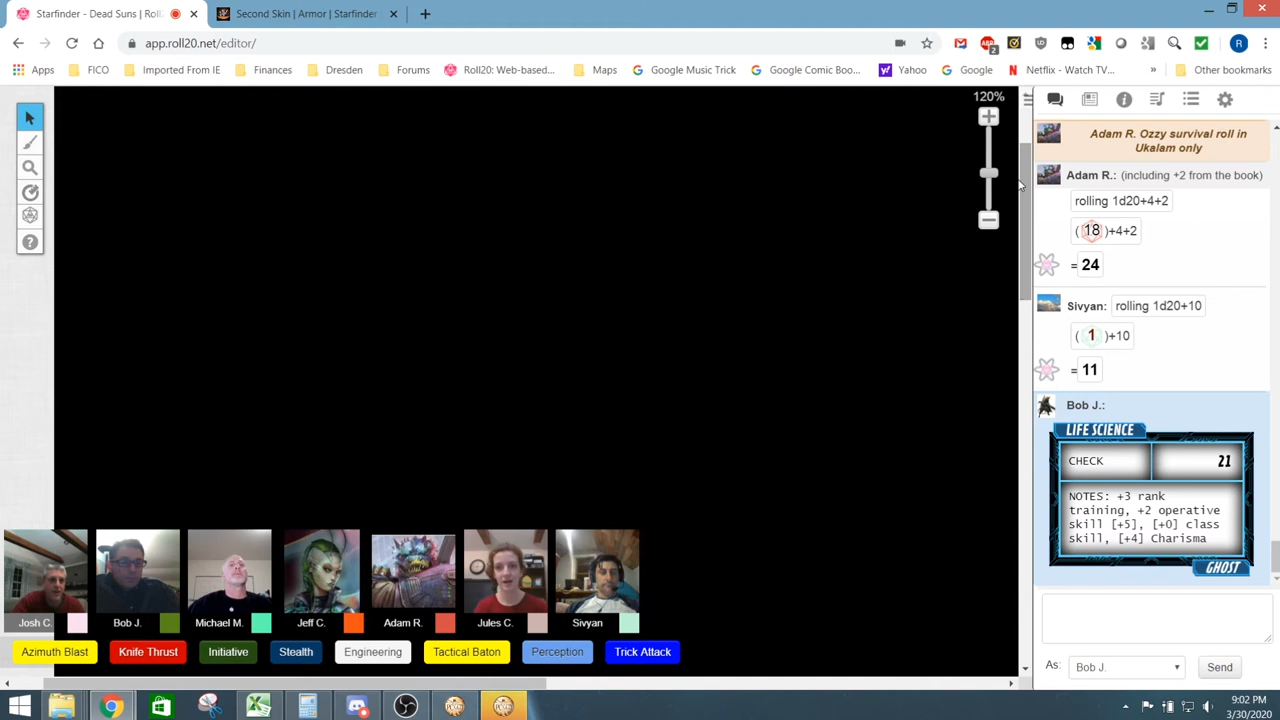 Starfinder - Dead Suns | Roll
Second Skin | Armor | Starfinder
app.roll20.net/editor/
2
R
Apps
FICO
Imported From IE
Finances
Dresden
Forums
Roll20: Web-based...
Maps
Google Music Trick
Google Comic Boo...
Yahoo
Google
Netflix - Watch TV...
»
Other bookmarks
120%
Adam R. Ozzy survival roll in
Ukalam only
Adam R.: (including +2 from the book)
rolling 1d20+4+2
(18)+4+2
= 24
Sivyan: rolling 1d20+10
(1)+10
= 11
Bob J.:
LIFE SCIENCE
CHECK 21
NOTES: +3 rank
training, +2 operative
skill [+5], [+0] class
skill, [+4] Charisma
GHOST
Josh C.
Bob J.
Michael M.
Jeff C.
Adam R.
Jules C.
Sivyan
Azimuth Blast
Knife Thrust
Initiative
Stealth
Engineering
Tactical Baton
Perception
Trick Attack
As: Bob J.
Send
9:02 PM
3/30/2020